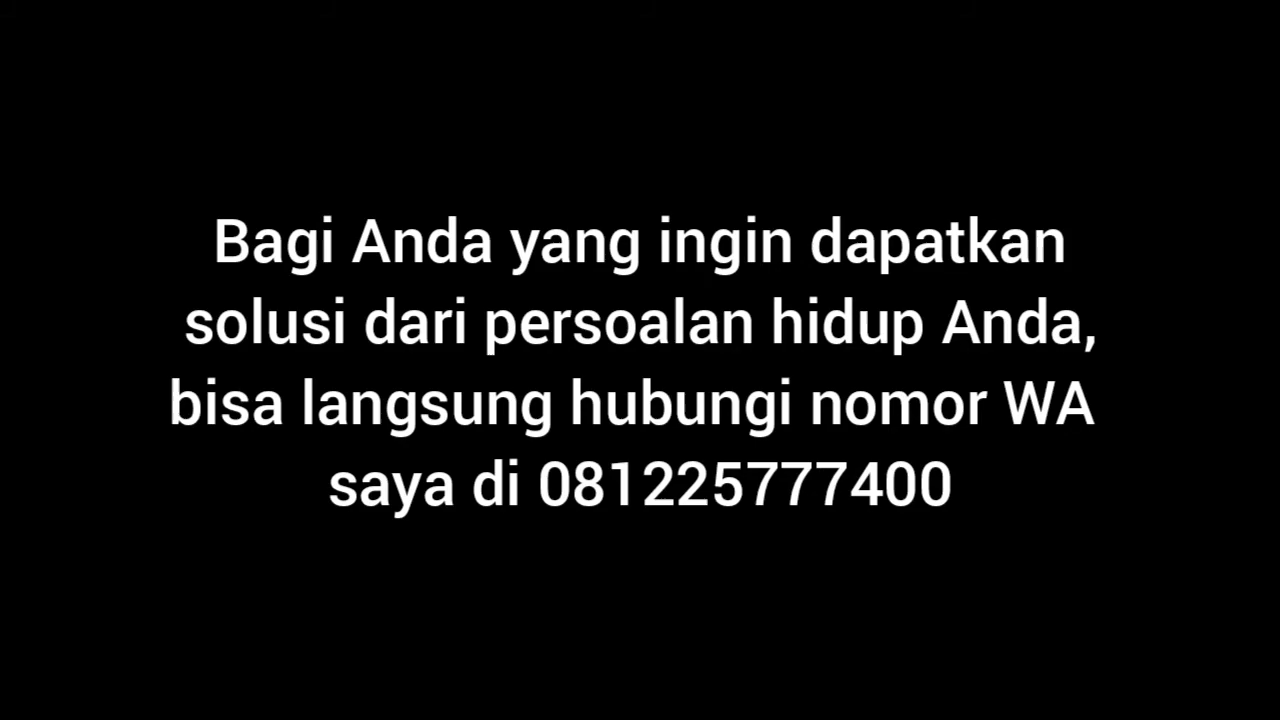 Bagi Anda yang ingin dapatkan
solusi dari persoalan hidup Anda,
bisa langsung hubungi nomor WA
saya di 081225777400